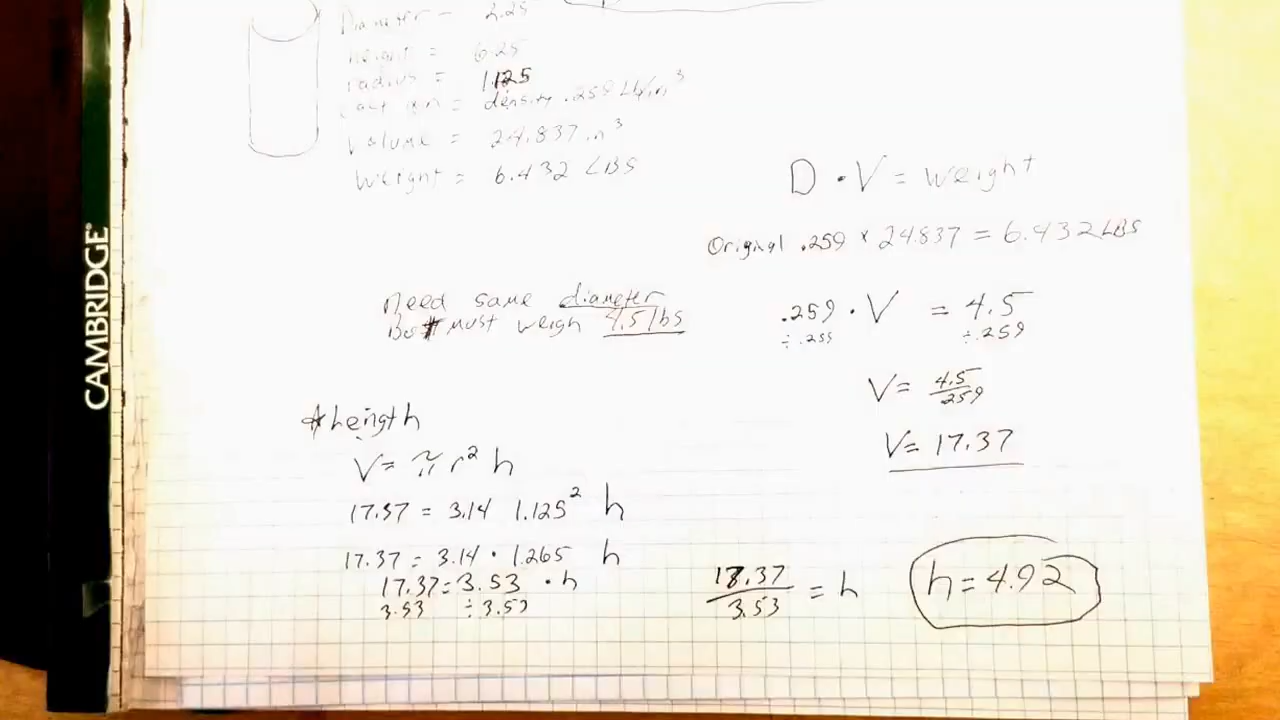 Diameter - 2.25
height = 6.25
radius = 1.125
cast iron = density .259 Lb/in³
Volume = 24.837 in³
Weight = 6.432 LBS
D • V = weight
Original .259 x 24.837 = 6.432 LBS
Need same diameter
But must weigh 4.5 lbs
.259 • V = 4.5
÷ .259 ÷ .259
V = 4.5/.259
V = 17.37
CAMBRIDGE®
*Length
V = π r² h
17.37 = 3.14 1.125² h
17.37 = 3.14 • 1.265 h
17.37 = 3.53 • h
3.53 ÷ 3.53
17.37/3.53 = h
h = 4.92